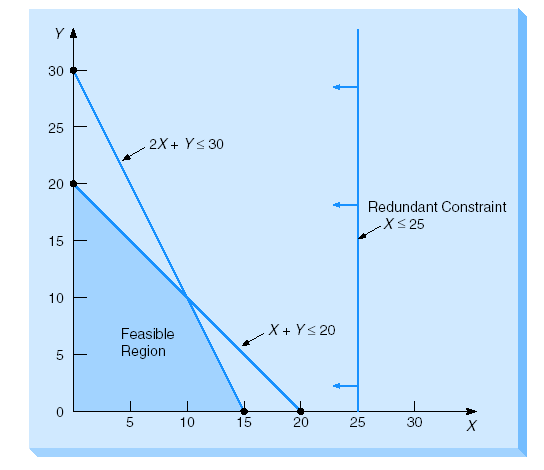 Y
30
2X + Y ≤ 30
25
20
Redundant Constraint
X ≤ 25
15
10
X + Y ≤ 20
Feasible
Region
5
0
5 10 15 20 25 30
X